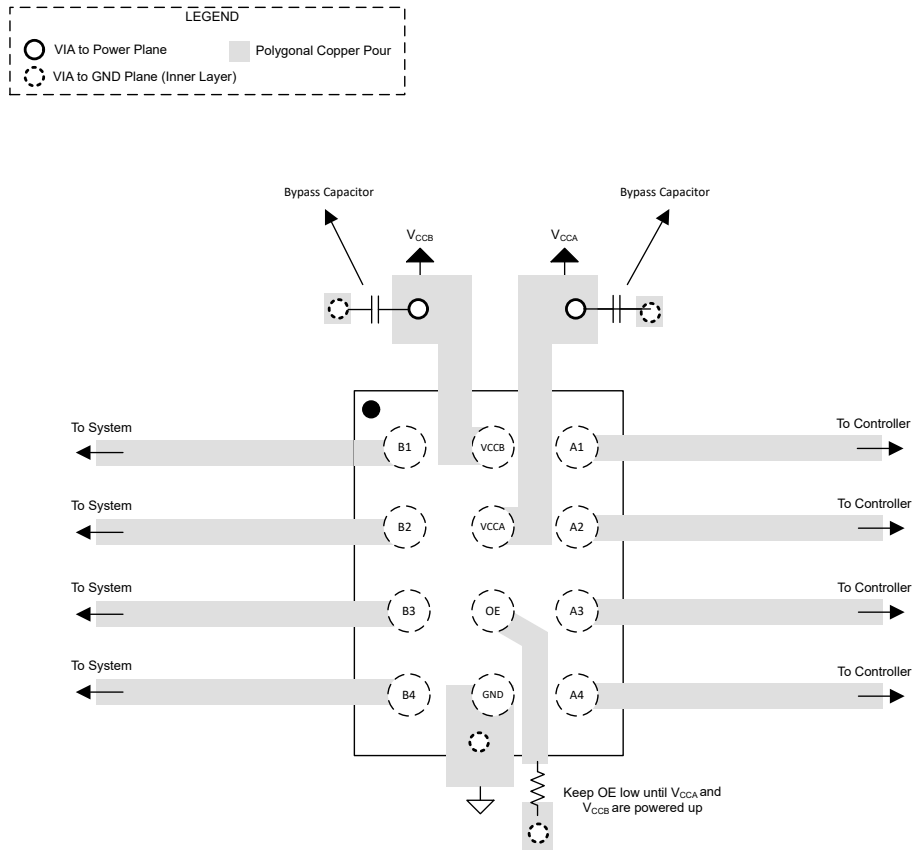 LEGEND
VIA to Power Plane
Polygonal Copper Pour
VIA to GND Plane (Inner Layer)
Bypass Capacitor
Bypass Capacitor
VCCB
VCCA
To System
To Controller
B1
VCCB
A1
To System
To Controller
B2
VCCA
A2
To System
To Controller
B3
OE
A3
To System
To Controller
B4
GND
A4
Keep OE low until VCCA and
VCCB are powered up